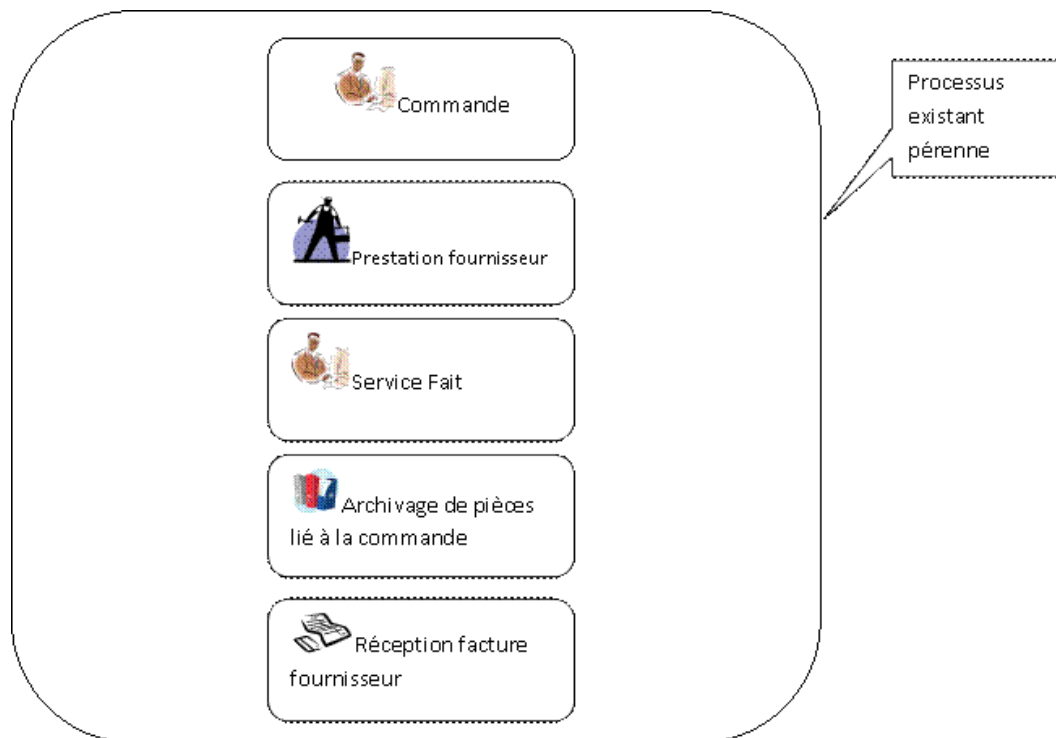 Commande
Processus
existant
pérenne
Prestation fournisseur
Service Fait
Archivage de pièces
lié à la commande
Réception facture
fournisseur